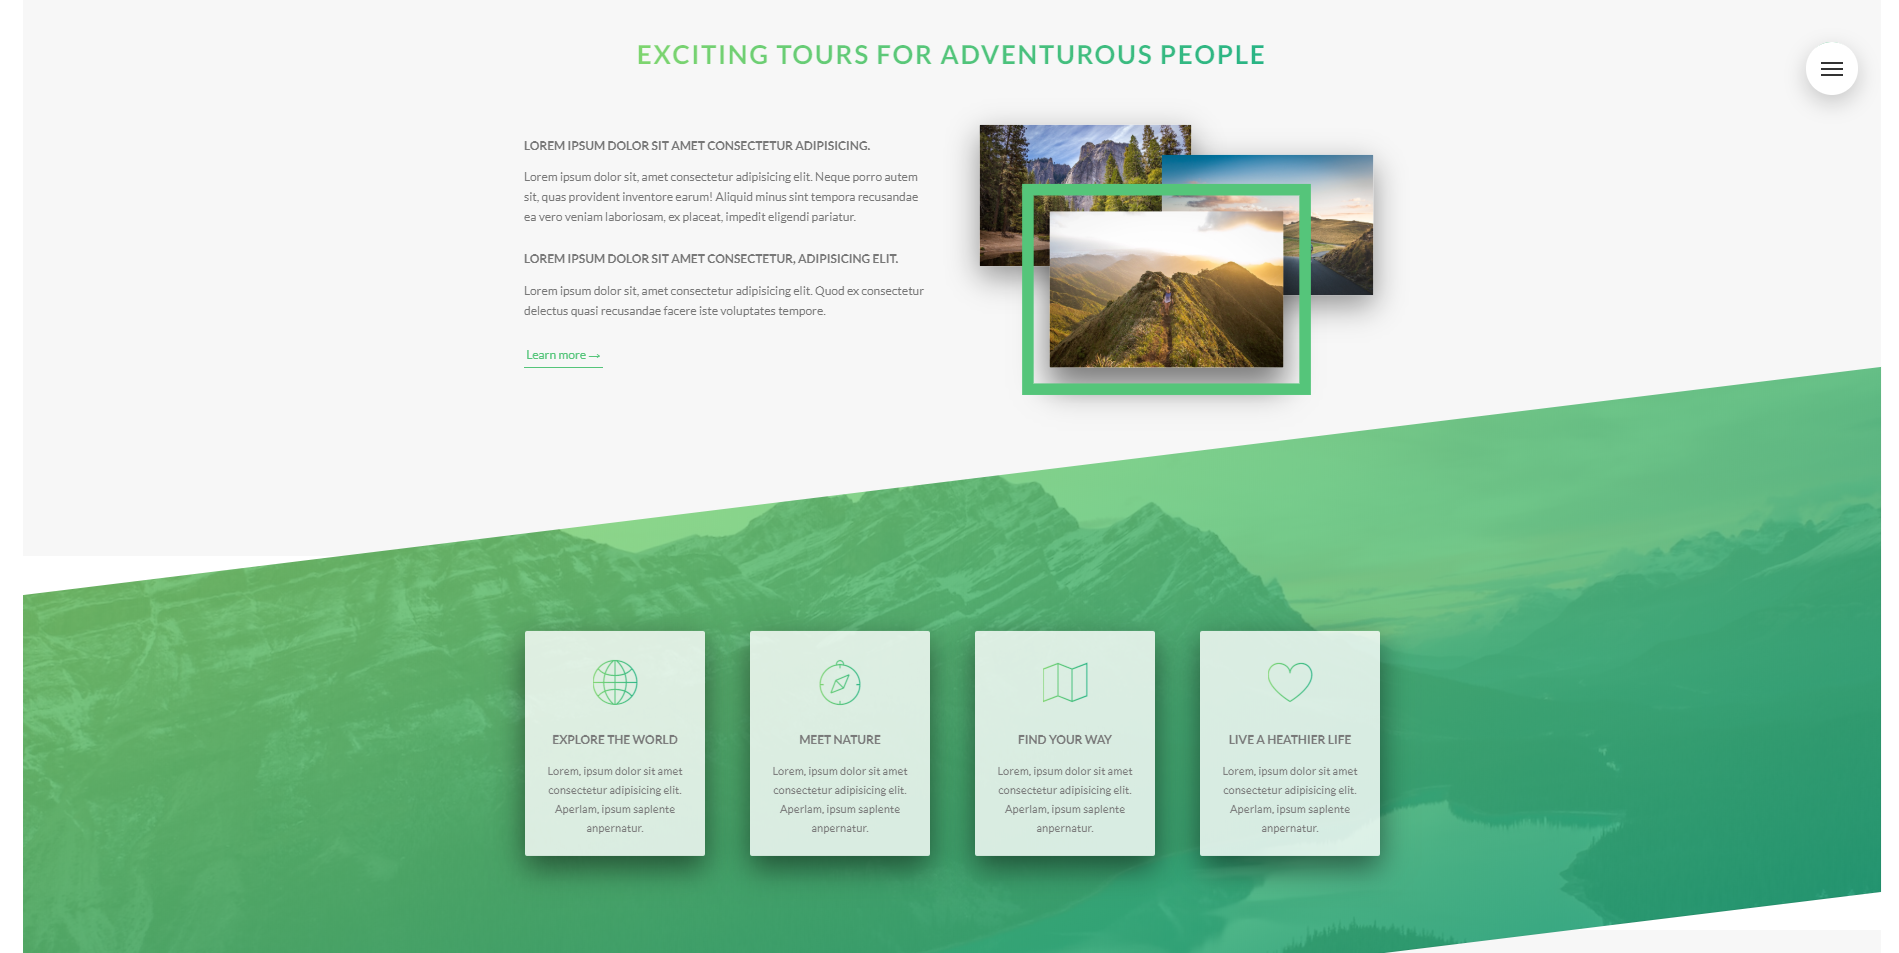 EXCITING TOURS FOR ADVENTUROUS PEOPLE
LOREM IPSUM DOLOR SIT AMET CONSECTETUR ADIPISICING.
Lorem ipsum dolor sit, amet consectetur adipisicing elit. Neque porro autem
sit, quas provident inventore earum! Aliquid minus sint tempora recusandae
ea vero veniam laboriosam, ex placeat, impedit eligendi pariatur.
LOREM IPSUM DOLOR SIT AMET CONSECTETUR, ADIPISICING ELIT.
Lorem ipsum dolor sit, amet consectetur adipisicing elit. Quod ex consectetur
delectus quasi recusandae facere iste voluptates tempore.
Learn more →
EXPLORE THE WORLD
Lorem, ipsum dolor sit amet
consectetur adipisicing elit.
Aperlam, ipsum saplente
anpernatur.
MEET NATURE
Lorem, ipsum dolor sit amet
consectetur adipisicing elit.
Aperlam, ipsum saplente
anpernatur.
FIND YOUR WAY
Lorem, ipsum dolor sit amet
consectetur adipisicing elit.
Aperlam, ipsum saplente
anpernatur.
LIVE A HEATHIER LIFE
Lorem, ipsum dolor sit amet
consectetur adipisicing elit.
Aperlam, ipsum saplente
anpernatur.